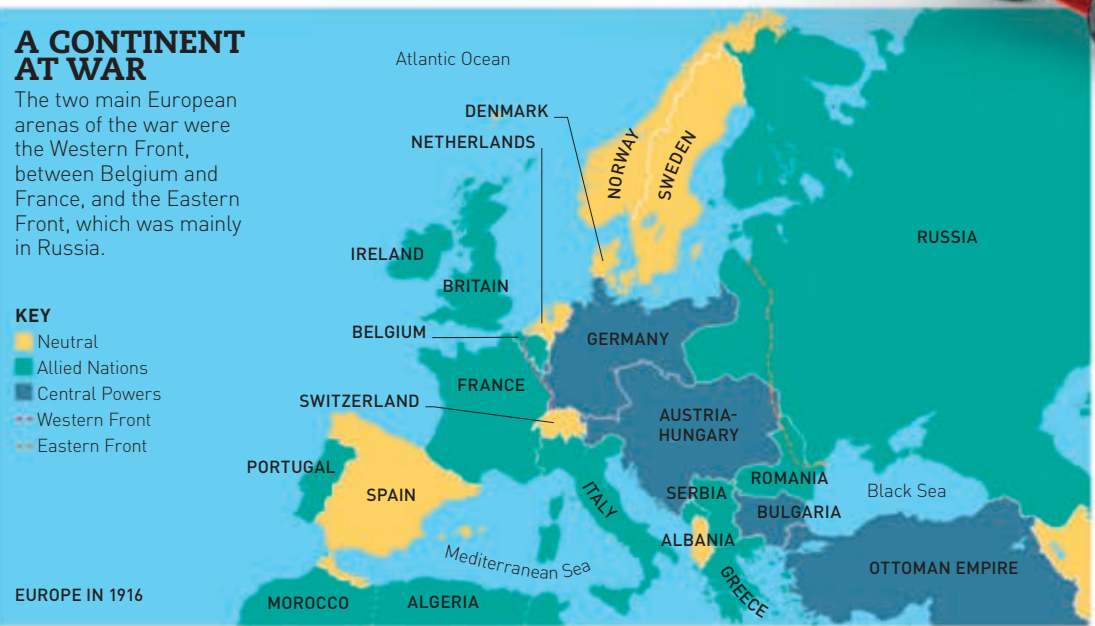 A CONTINENT
AT WAR
The two main European
arenas of the war were
the Western Front,
between Belgium and
France, and the Eastern
Front, which was mainly
in Russia.
KEY
Neutral
Allied Nations
Central Powers
Western Front
Eastern Front
EUROPE IN 1916
Atlantic Ocean
DENMARK
NETHERLANDS
NORWAY
SWEDEN
RUSSIA
IRELAND
BRITAIN
BELGIUM
GERMANY
FRANCE
SWITZERLAND
AUSTRIA-
HUNGARY
PORTUGAL
SPAIN
ITALY
SERBIA
ROMANIA
Black Sea
BULGARIA
ALBANIA
Mediterranean Sea
GREECE
OTTOMAN EMPIRE
MOROCCO
ALGERIA